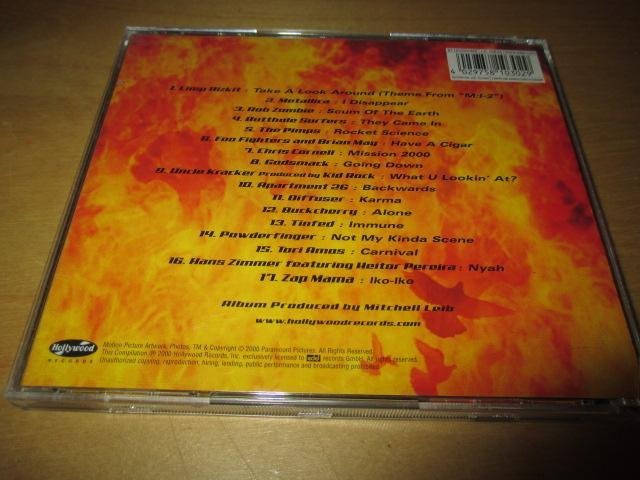 4 029758 103029
1. Limp Bizkit : Take A Look Around (Theme From "M:I-2")
2. Metallica : I Disappear
3. Rob Zombie : Scum Of The Earth
4. Butthole Surfers : They Came In
5. The Pimps : Rocket Science
6. Foo Fighters and Brian May : Have A Cigar
7. Chris Cornell : Mission 2000
8. Godsmack : Going Down
9. Uncle Kracker Produced by Kid Rock : What U Lookin' At?
10. Apartment 26 : Backwards
11. Diffuser : Karma
12. Buckcherry : Alone
13. Tinfed : Immune
14. Powderfinger : Not My Kinda Scene
15. Tori Amos : Carnival
16. Hans Zimmer featuring Heitor Pereira : Nyah
17. Zap Mama : Iko-Ike
Album Produced by Mitchell Leib
www.hollywoodrecords.com
Hollywood
RECORDS
Motion Picture Artwork, Photos, TM & Copyright © 2000 Paramount Pictures. All Rights Reserved.
This Compilation ℗ 2000 Hollywood Records, Inc. exclusively licensed to edel records GmbH. All rights reserved.
Unauthorized copying, reproduction, hiring, lending, public performance and broadcasting prohibited